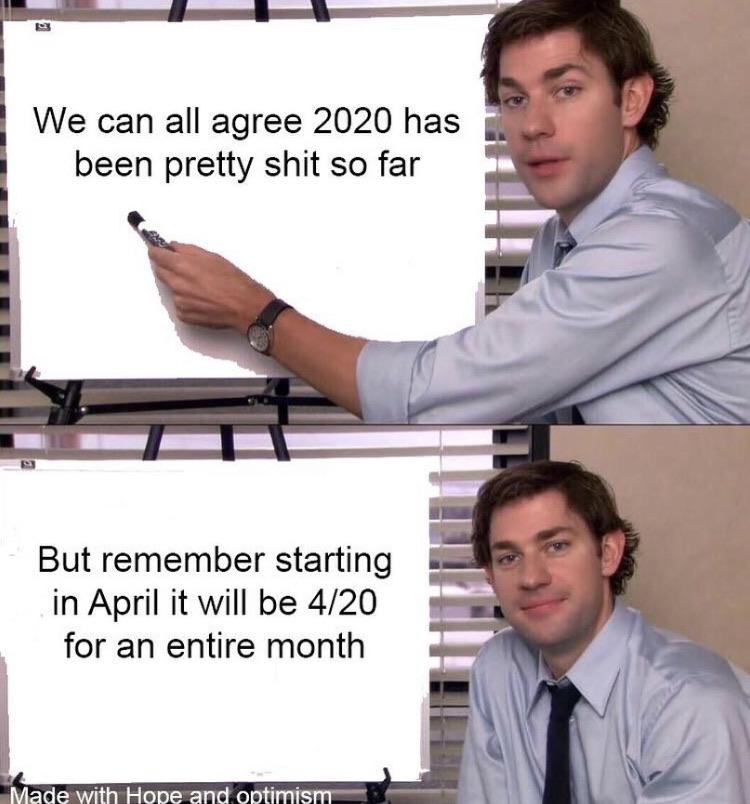 We can all agree 2020 has
been pretty shit so far
But remember starting
in April it will be 4/20
for an entire month
Made with Hope and optimism